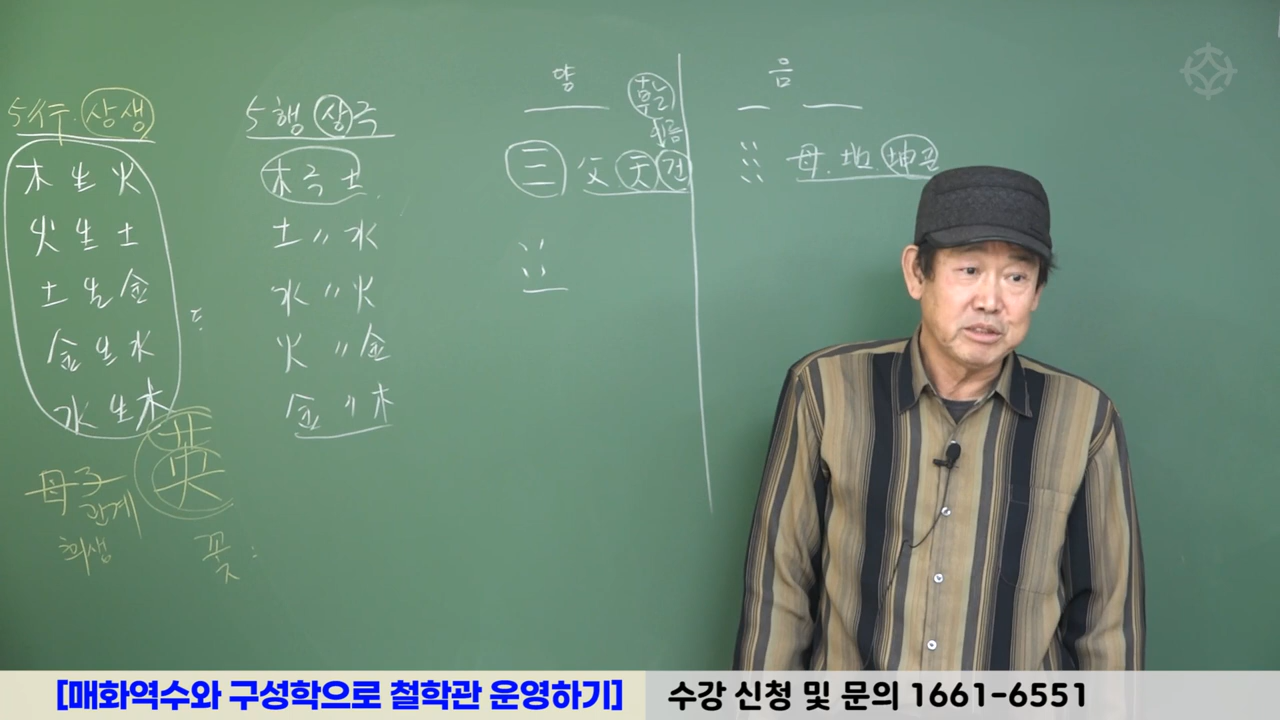 5行. 상생
木生火
火生土
土生金
金生水
水生木
母子
관계
희생
英
꽃:
5행 상극
木극土
土〃水
水〃火
火〃金
金〃木
양
三 父.天건
음
母.地.坤곤
[매화역수와 구성학으로 철학관 운영하기] 수강 신청 및 문의 1661-6551